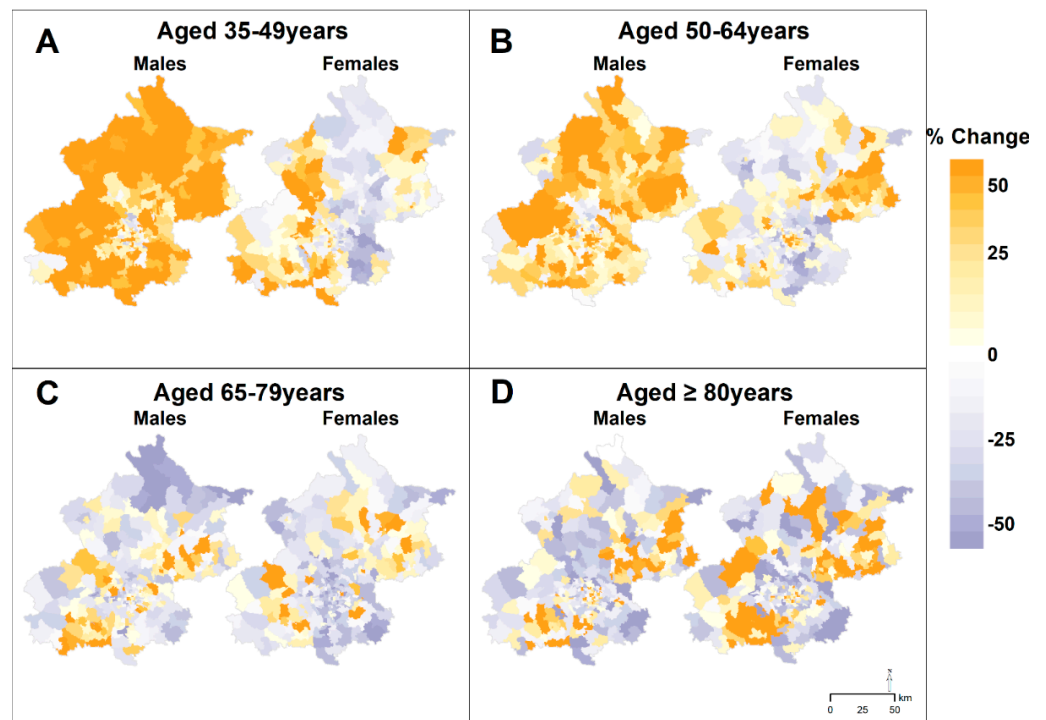 A
Aged 35-49years
Males
Females
B
Aged 50-64years
Males
Females
% Change
50
25
0
-25
-50
C
Aged 65-79years
Males
Females
D
Aged ≥ 80years
Males
Females
N
km
0 25 50